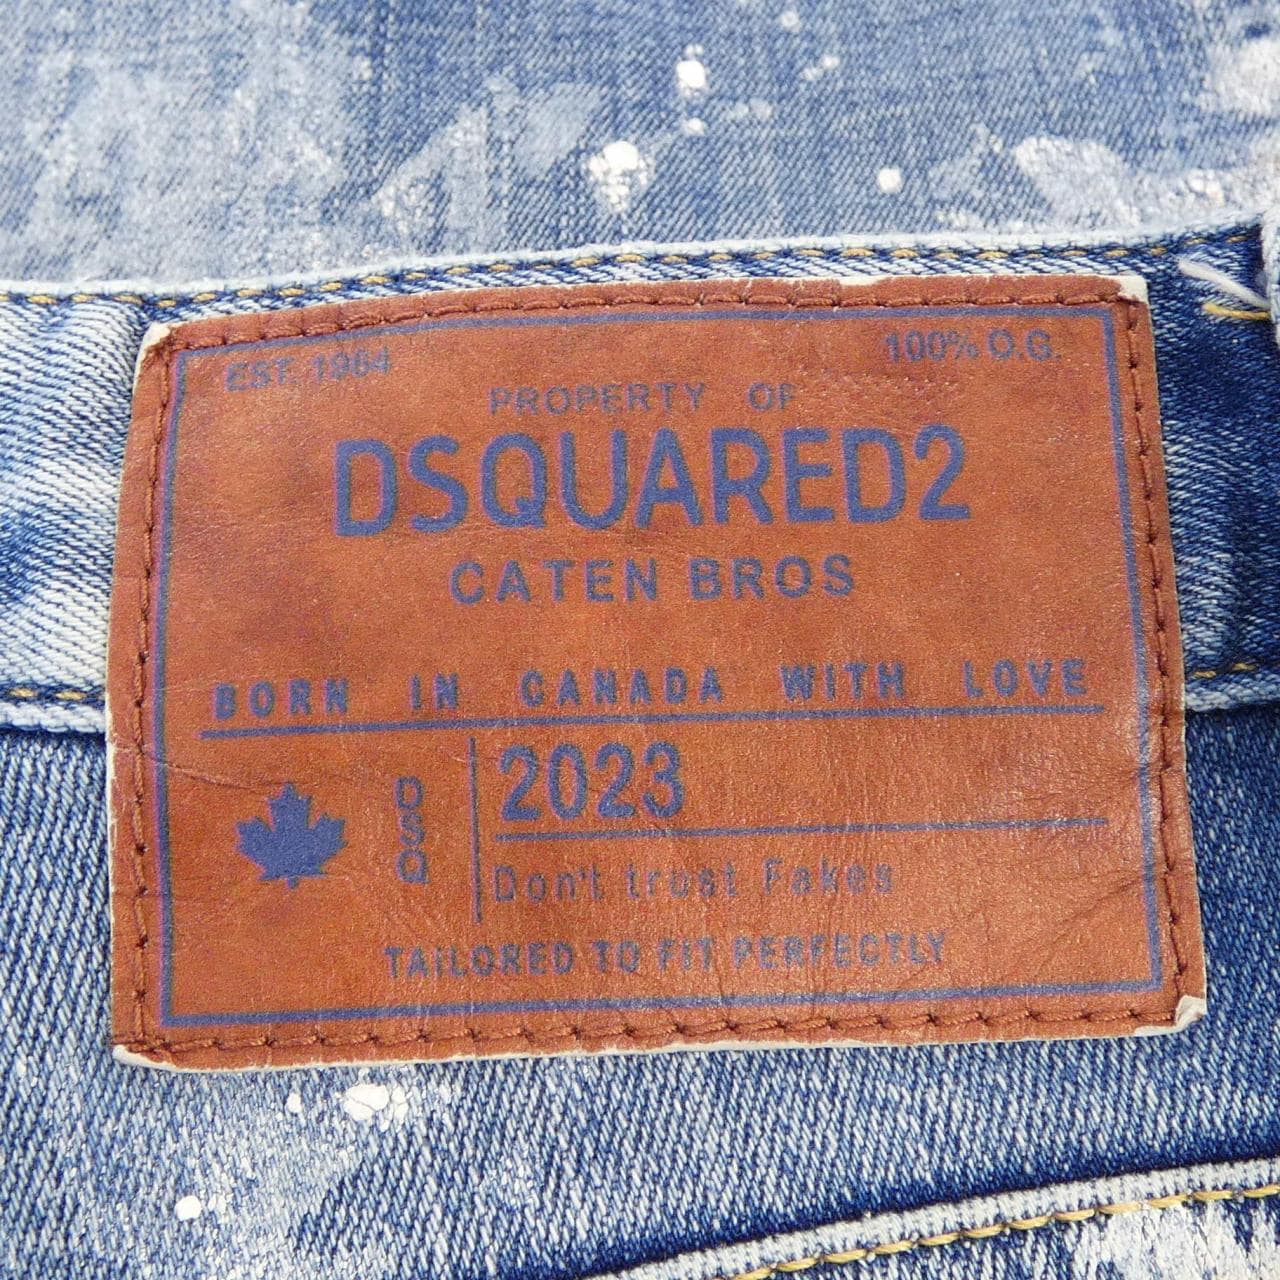 EST. 1964
100% O.G.
PROPERTY OF
DSQUARED2
CATEN BROS
BORN IN CANADA WITH LOVE
DSQ
2023
Don't trust Fakes
TAILORED TO FIT PERFECTLY